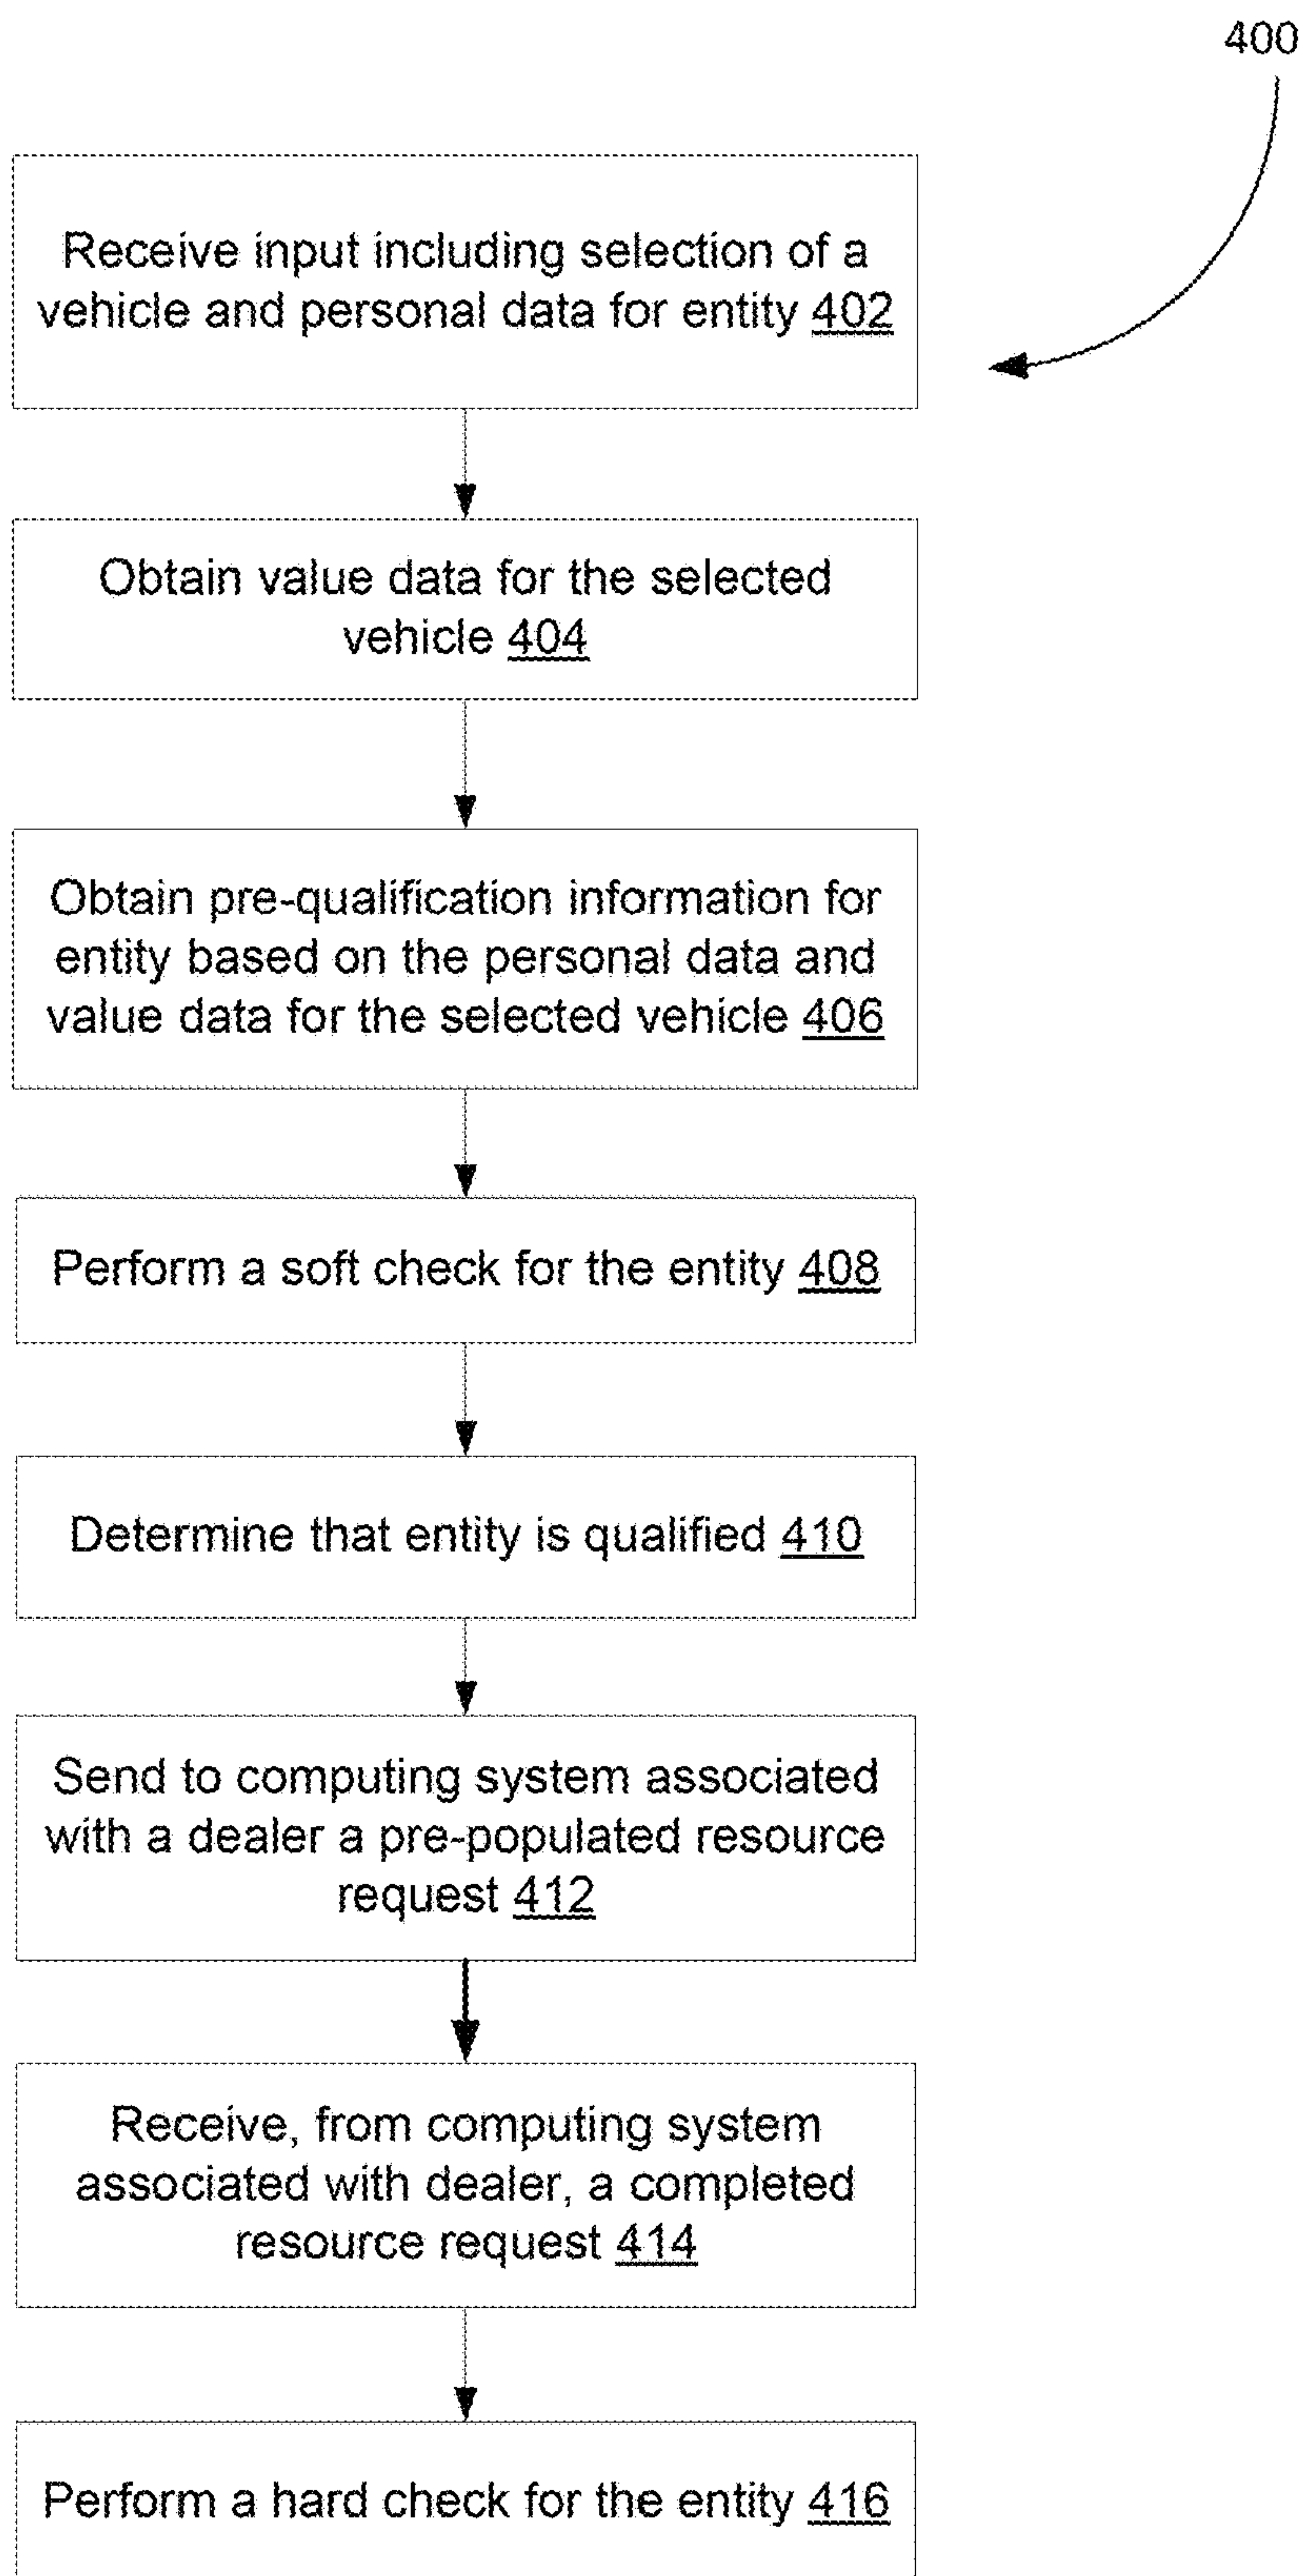 400
Receive input including selection of a
vehicle and personal data for entity 402
Obtain value data for the selected
vehicle 404
Obtain pre-qualification information for
entity based on the personal data and
value data for the selected vehicle 406
Perform a soft check for the entity 408
Determine that entity is qualified 410
Send to computing system associated
with a dealer a pre-populated resource
request 412
Receive, from computing system
associated with dealer, a completed
resource request 414
Perform a hard check for the entity 416